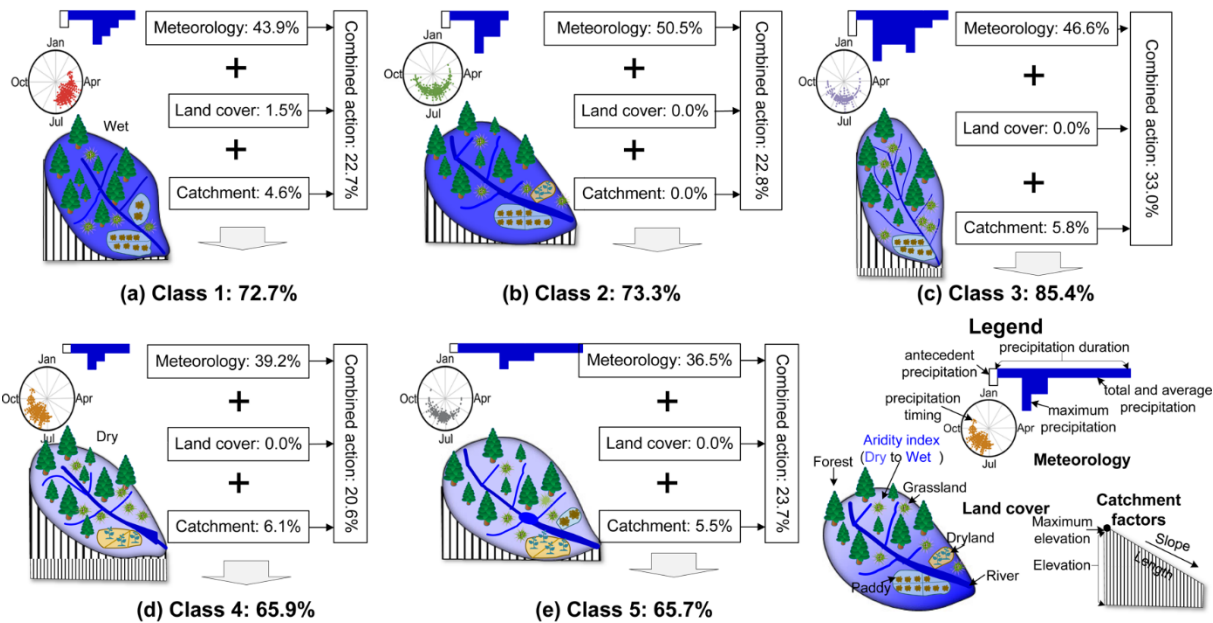 Jan
Oct
Apr
Jul
Wet
Meteorology: 43.9%
+
Land cover: 1.5%
+
Catchment: 4.6%
Combined action: 22.7%
(a) Class 1: 72.7%
Jan
Oct
Apr
Jul
Meteorology: 50.5%
+
Land cover: 0.0%
+
Catchment: 0.0%
Combined action: 22.8%
(b) Class 2: 73.3%
Jan
Oct
Apr
Jul
Meteorology: 46.6%
+
Land cover: 0.0%
+
Catchment: 5.8%
Combined action: 33.0%
(c) Class 3: 85.4%
Jan
Oct
Apr
Jul
Dry
Meteorology: 39.2%
+
Land cover: 0.0%
+
Catchment: 6.1%
Combined action: 20.6%
(d) Class 4: 65.9%
Jan
Oct
Apr
Jul
Meteorology: 36.5%
+
Land cover: 0.0%
+
Catchment: 5.5%
Combined action: 23.7%
(e) Class 5: 65.7%
Legend
antecedent
precipitation
precipitation duration
total and average
precipitation
maximum
precipitation
precipitation
timing
Jan
Oct
Apr
Jul
Meteorology
Aridity index
(Dry to Wet )
Forest
Grassland
Land cover
Dryland
River
Paddy
Catchment
factors
Maximum
elevation
Elevation
Slope
Length